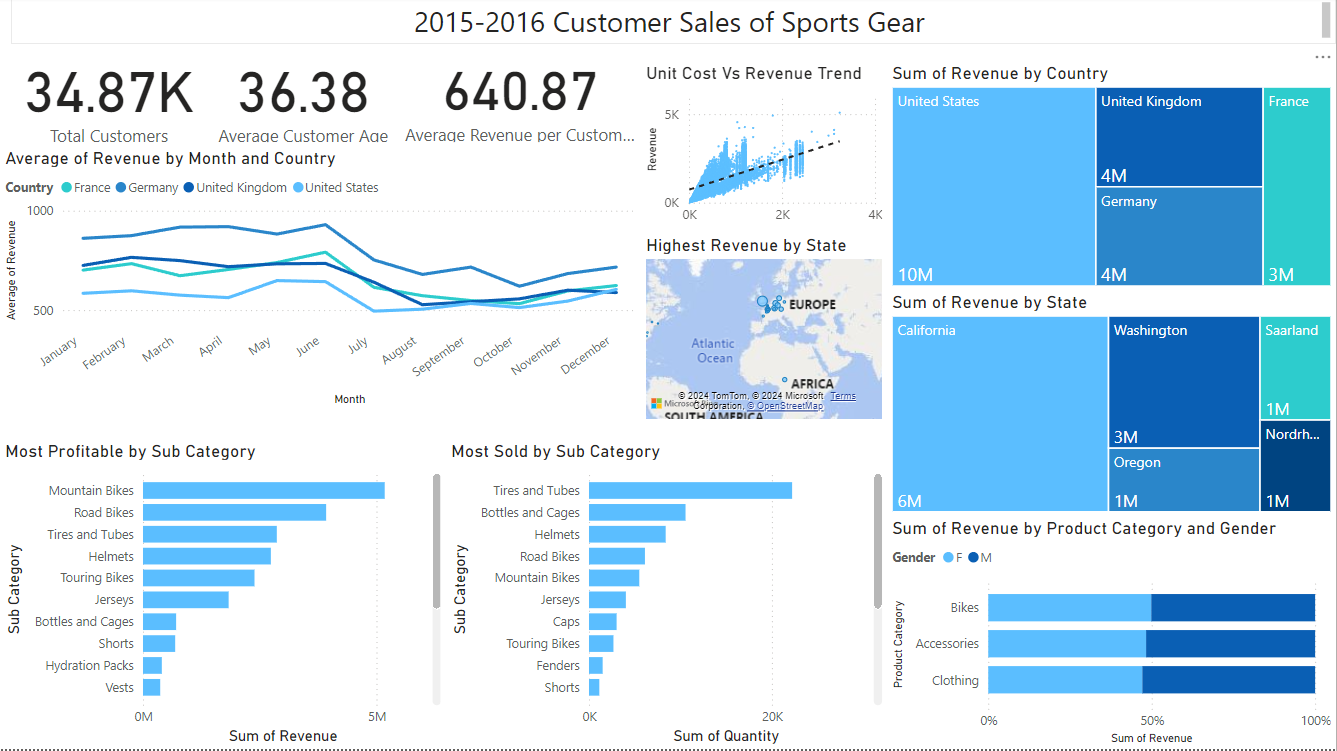 2015-2016 Customer Sales of Sports Gear
34.87K
Total Customers
36.38
Average Customer Age
640.87
Average Revenue per Custom...
Average of Revenue by Month and Country
Country France Germany United Kingdom United States
Average of Revenue
1000
500
January
February
March
April
May
June
July
August
September
October
November
December
Month
Unit Cost Vs Revenue Trend
Revenue
5K
0K
0K 2K 4K
Highest Revenue by State
EUROPE
Atlantic
Ocean
AFRICA
© 2024 TomTom, © 2024 Microsoft Terms
Corporation, © OpenStreetMap
SOUTH AMERICA
Sum of Revenue by Country
United States
10M
United Kingdom
4M
Germany
4M
France
3M
Sum of Revenue by State
California
6M
Washington
3M
Oregon
1M
Saarland
1M
Nordrh...
1M
Most Profitable by Sub Category
Sub Category
Mountain Bikes
Road Bikes
Tires and Tubes
Helmets
Touring Bikes
Jerseys
Bottles and Cages
Shorts
Hydration Packs
Vests
0M 5M
Sum of Revenue
Most Sold by Sub Category
Sub Category
Tires and Tubes
Bottles and Cages
Helmets
Road Bikes
Mountain Bikes
Jerseys
Caps
Touring Bikes
Fenders
Shorts
0K 20K
Sum of Quantity
Sum of Revenue by Product Category and Gender
Gender F M
Product Category
Bikes
Accessories
Clothing
0% 50% 100%
Sum of Revenue